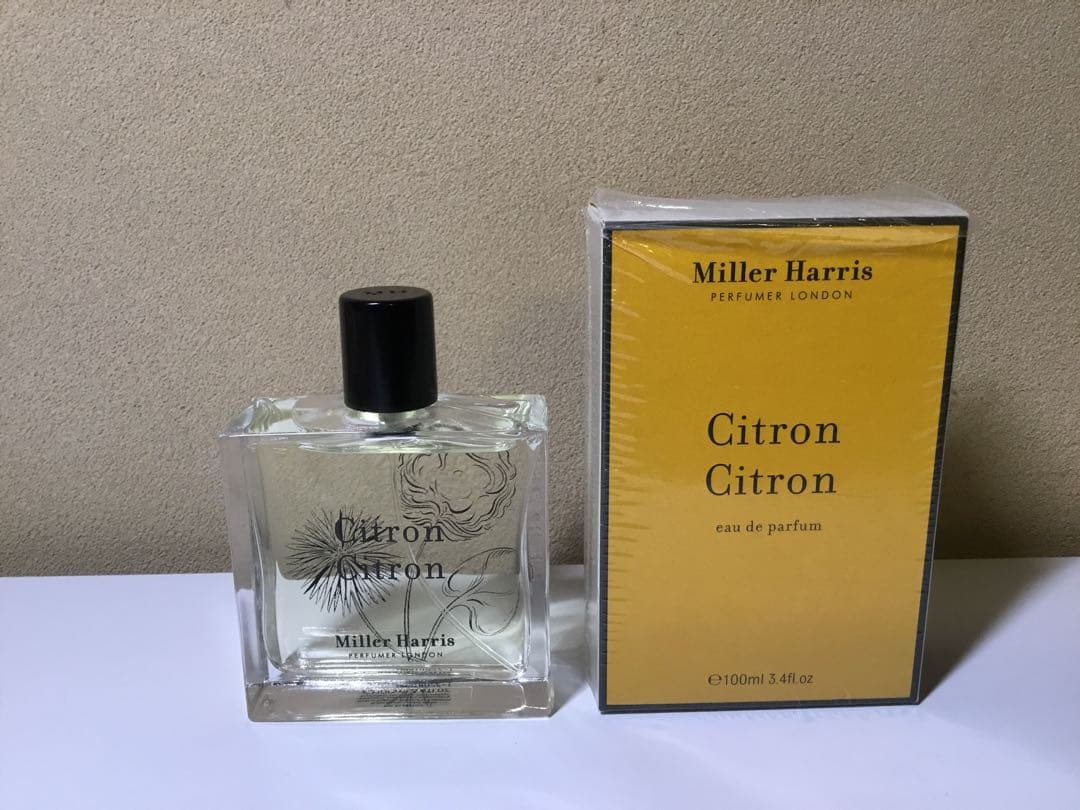 MH
Citron
Citron
Miller Harris
PERFUMER LONDON
Miller Harris
PERFUMER LONDON
Citron
Citron
eau de parfum
℮100ml 3.4fl.oz